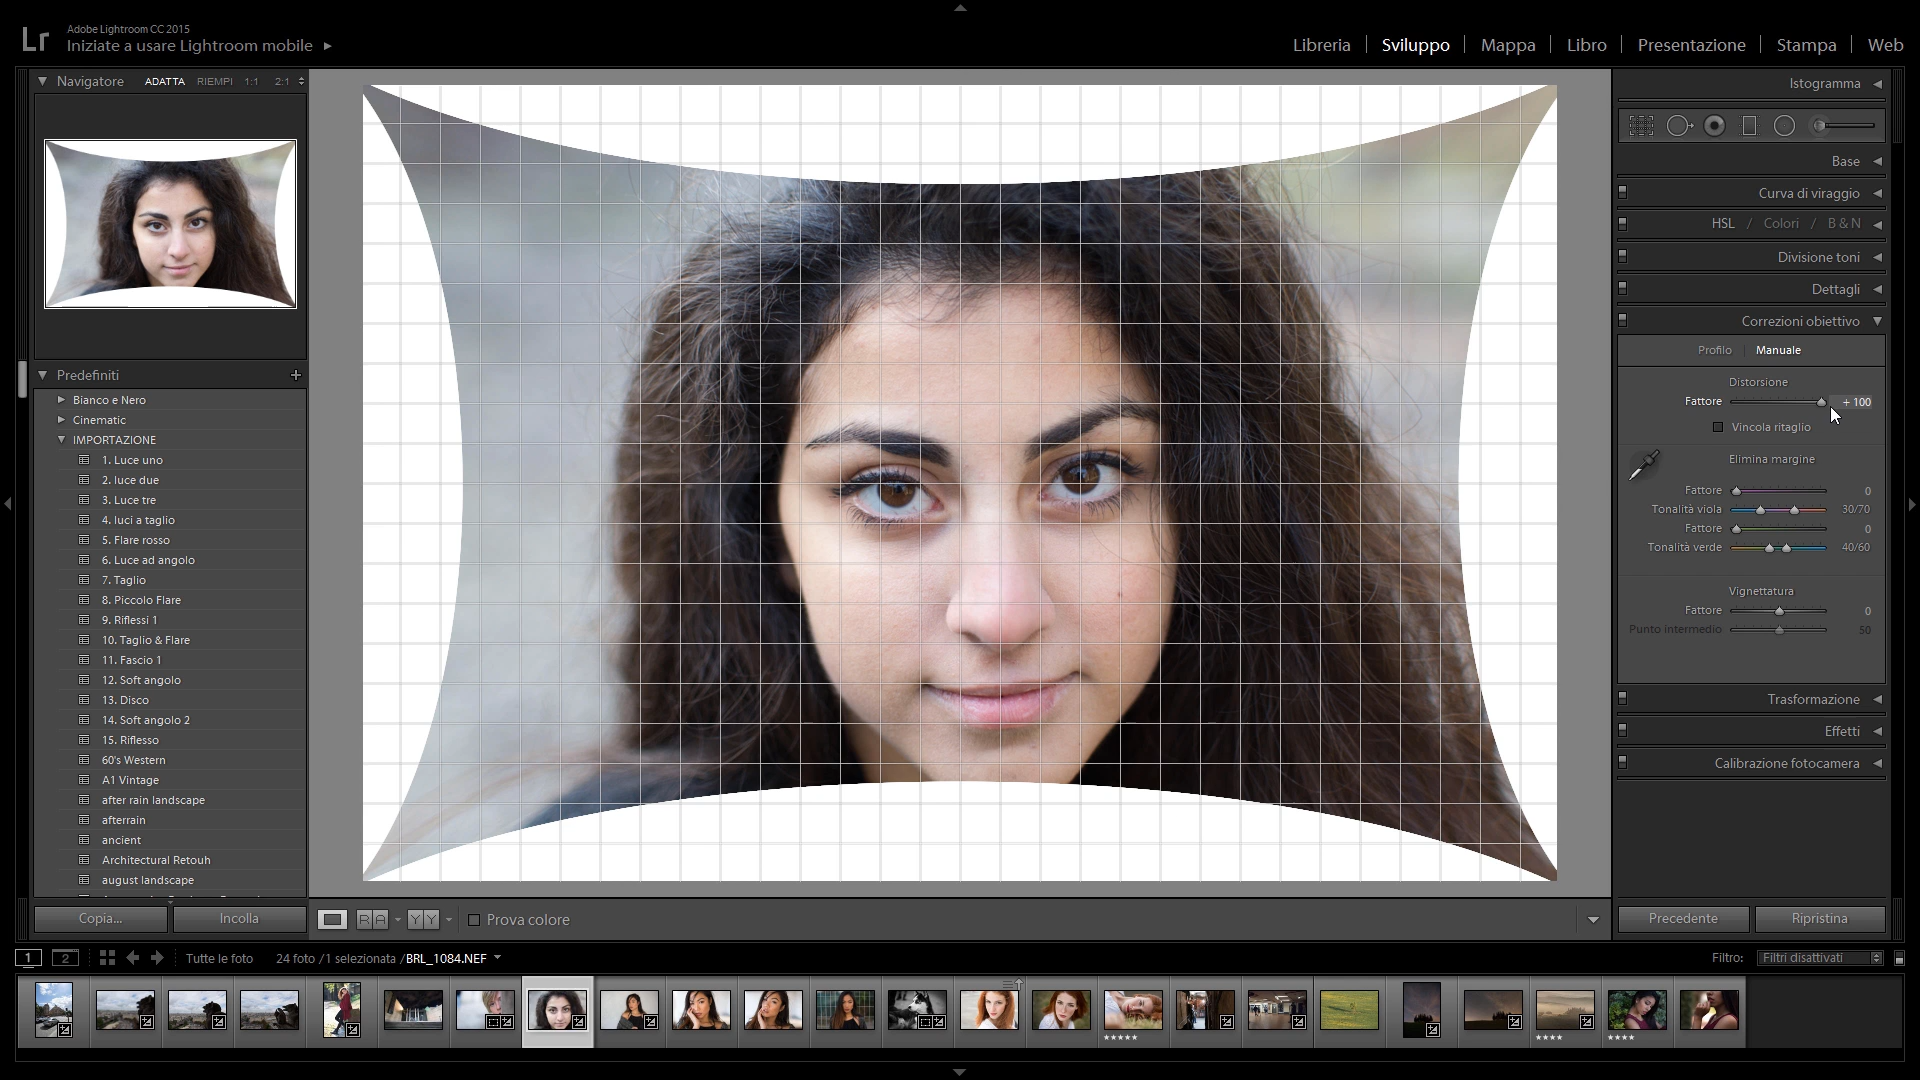 Lr
Adobe Lightroom CC 2015
Iniziate a usare Lightroom mobile
Libreria | Sviluppo | Mappa | Libro | Presentazione | Stampa | Web
Navigatore ADATTA RIEMPI 1:1 2:1
Predefiniti +
Bianco e Nero
Cinematic
IMPORTAZIONE
1. Luce uno
2. luce due
3. Luce tre
4. luci a taglio
5. Flare rosso
6. Luce ad angolo
7. Taglio
8. Piccolo Flare
9. Riflessi 1
10. Taglio & Flare
11. Fascio 1
12. Soft angolo
13. Disco
14. Soft angolo 2
15. Riflesso
60's Western
A1 Vintage
after rain landscape
afterrain
ancient
Architectural Retouh
august landscape
Copia...
Incolla
R A
Y Y
Prova colore
Istogramma
Base
Curva di viraggio
HSL / Colori / B & N
Divisione toni
Dettagli
Correzioni obiettivo
Profilo | Manuale
Distorsione
Fattore + 100
Vincola ritaglio
Elimina margine
Fattore 0
Tonalità viola 30/70
Fattore 0
Tonalità verde 40/60
Vignettatura
Fattore 0
Punto intermedio 50
Trasformazione
Effetti
Calibrazione fotocamera
Precedente
Ripristina
1 2 Tutte le foto 24 foto /1 selezionata /BRL_1084.NEF
Filtro: Filtri disattivati